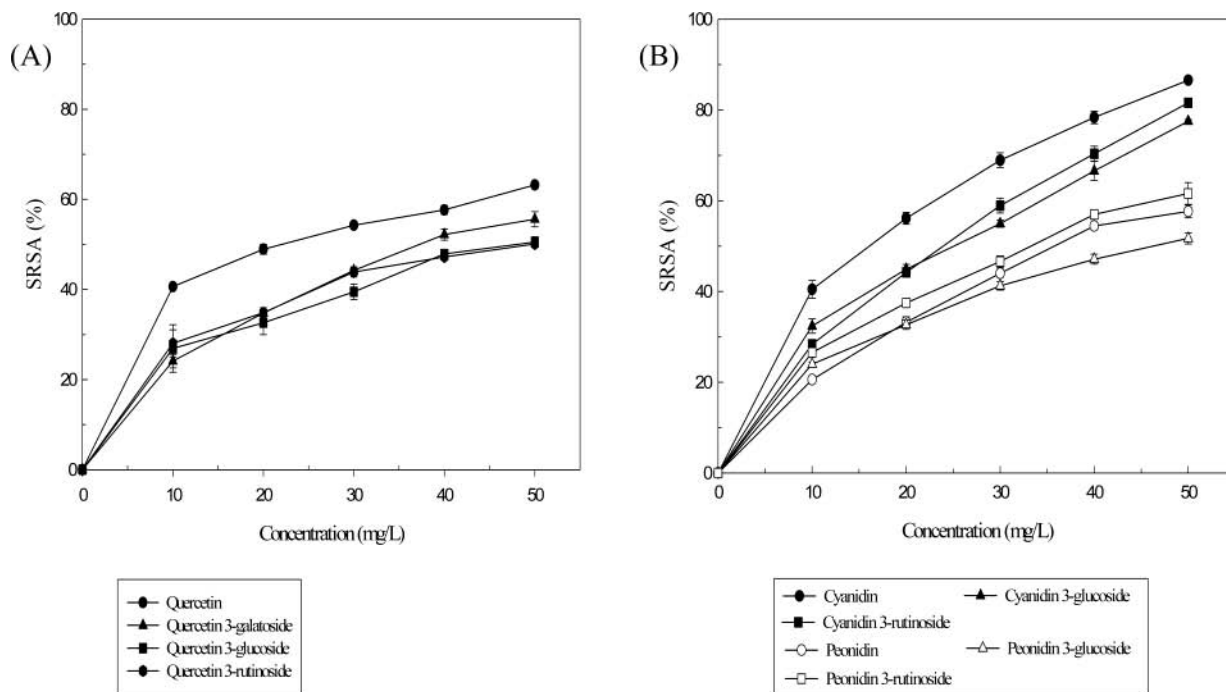 (A)
100
80
60
40
20
0
SRSA (%)
0 10 20 30 40 50
Concentration (mg/L)
Quercetin
Quercetin 3-galatoside
Quercetin 3-glucoside
Quercetin 3-rutinoside
(B)
100
80
60
40
20
0
SRSA (%)
0 10 20 30 40 50
Concentration (mg/L)
Cyanidin Cyanidin 3-glucoside
Cyanidin 3-rutinoside
Peonidin Peonidin 3-glucoside
Peonidin 3-rutinoside